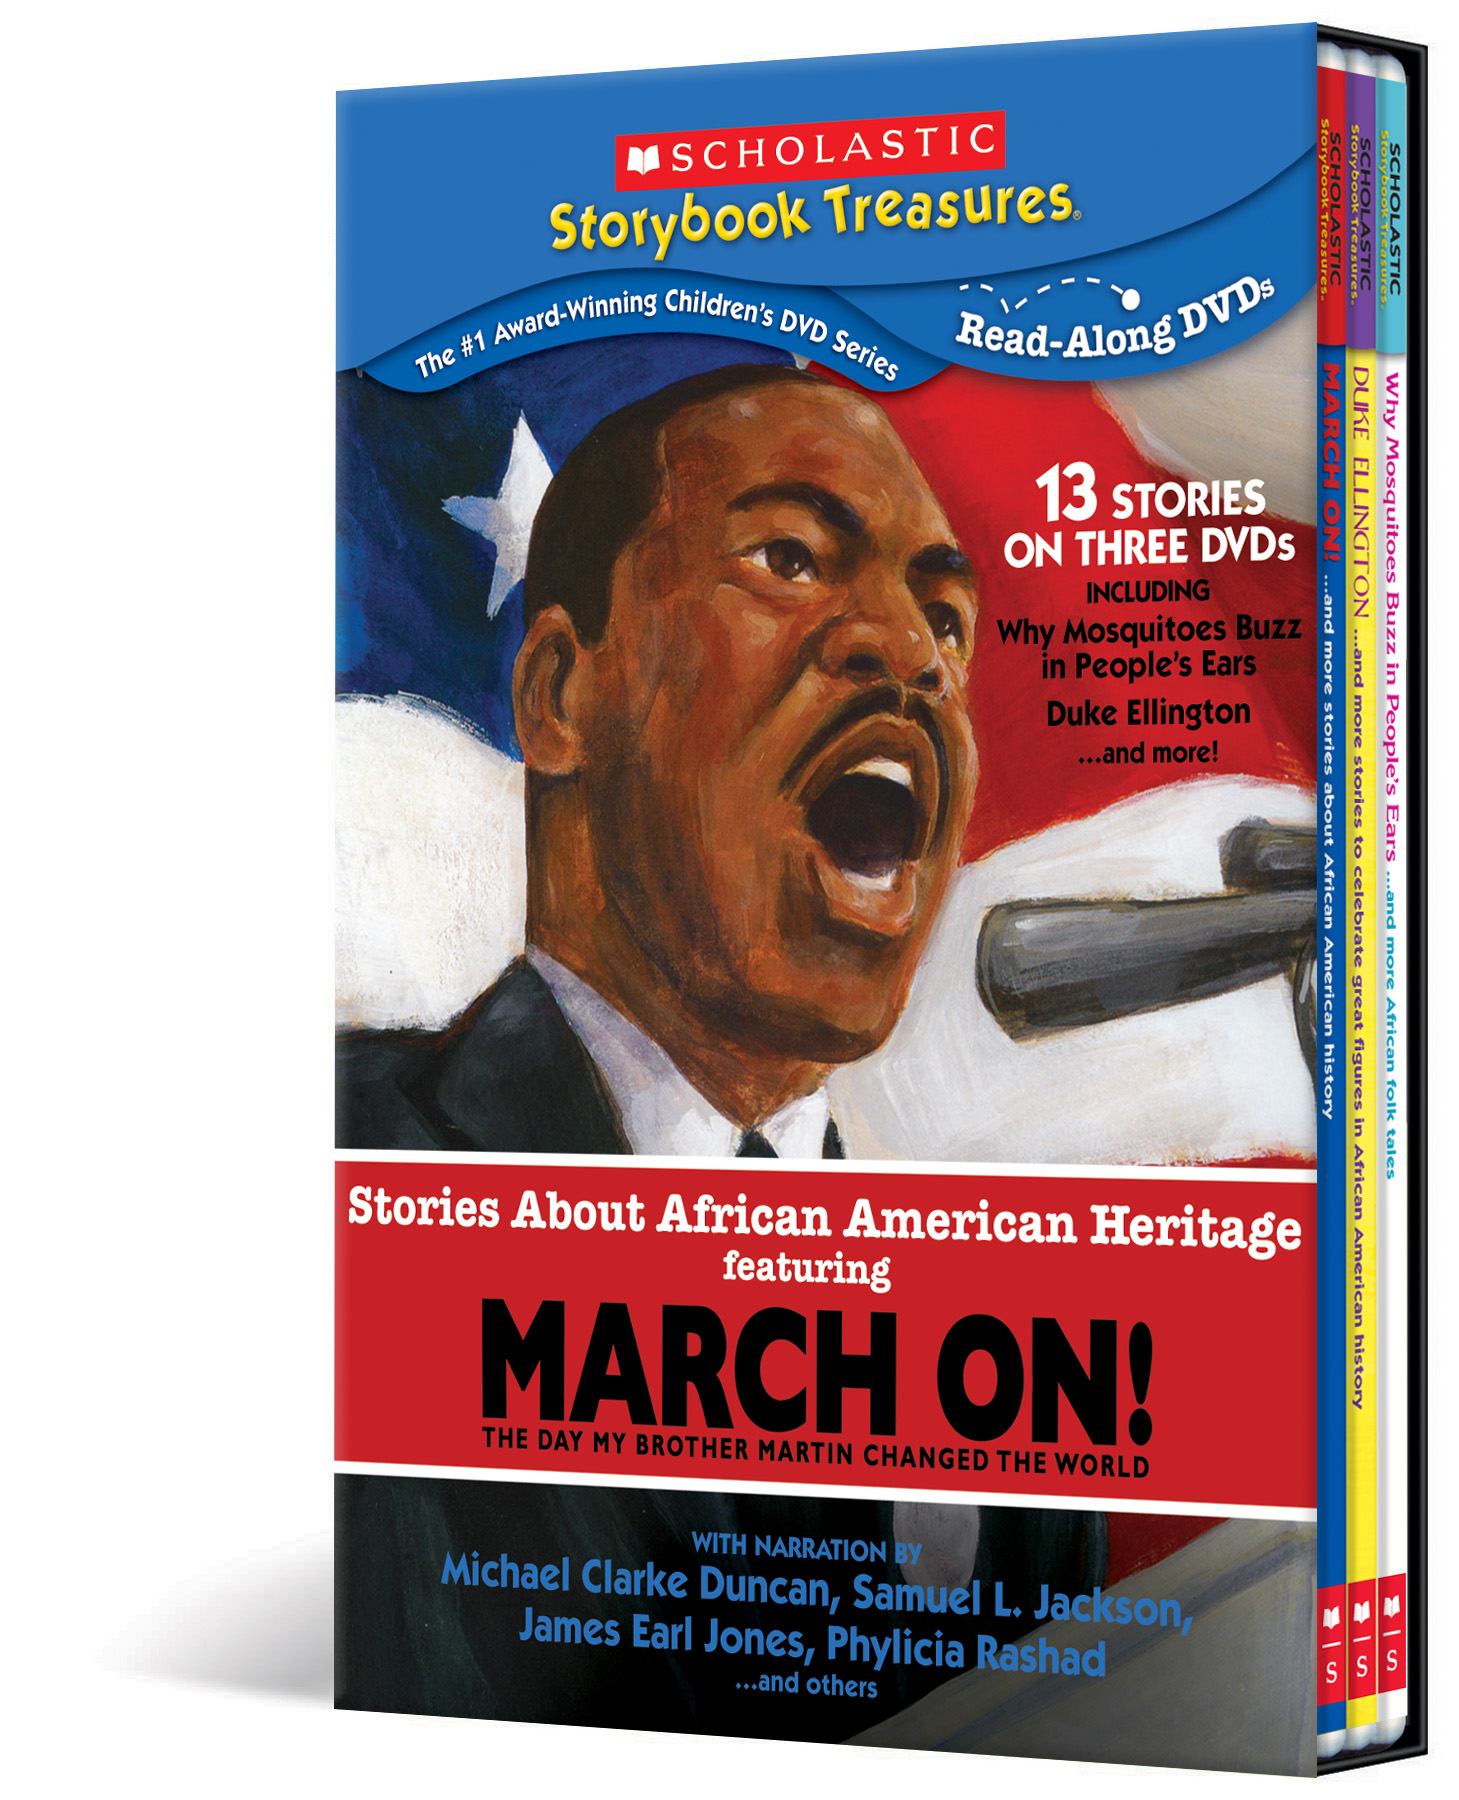 SCHOLASTIC
Storybook Treasures®
The #1 Award-Winning Children's DVD Series
Read-Along DVDs
13 STORIES
ON THREE DVDs
INCLUDING
Why Mosquitoes Buzz
in People's Ears
Duke Ellington
...and more!
Stories About African American Heritage
featuring
MARCH ON!
THE DAY MY BROTHER MARTIN CHANGED THE WORLD
WITH NARRATION BY
Michael Clarke Duncan, Samuel L. Jackson,
James Earl Jones, Phylicia Rashad
...and others
SCHOLASTIC
Storybook Treasures®
MARCH ON! ...and more stories about African American history
S
SCHOLASTIC
Storybook Treasures®
DUKE ELLINGTON ...and more stories to celebrate great figures in African American history
S
SCHOLASTIC
Storybook Treasures®
Why Mosquitoes Buzz in People's Ears ...and more African folk tales
S